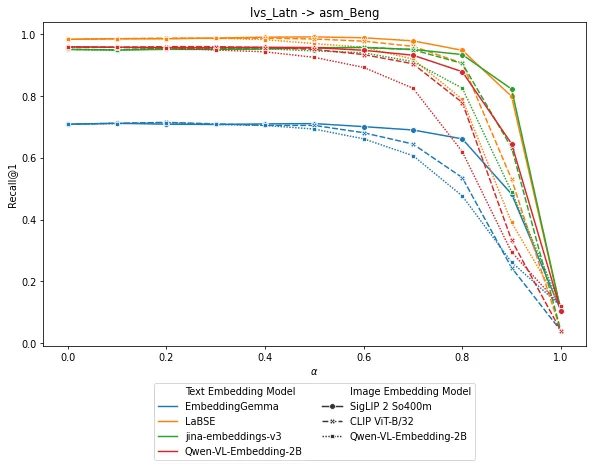 lvs_Latn -> asm_Beng
Recall@1
1.0
0.8
0.6
0.4
0.2
0.0
0.0 0.2 0.4 0.6 0.8 1.0
α
Text Embedding Model Image Embedding Model
EmbeddingGemma SigLIP 2 So400m
LaBSE CLIP ViT-B/32
jina-embeddings-v3 Qwen-VL-Embedding-2B
Qwen-VL-Embedding-2B